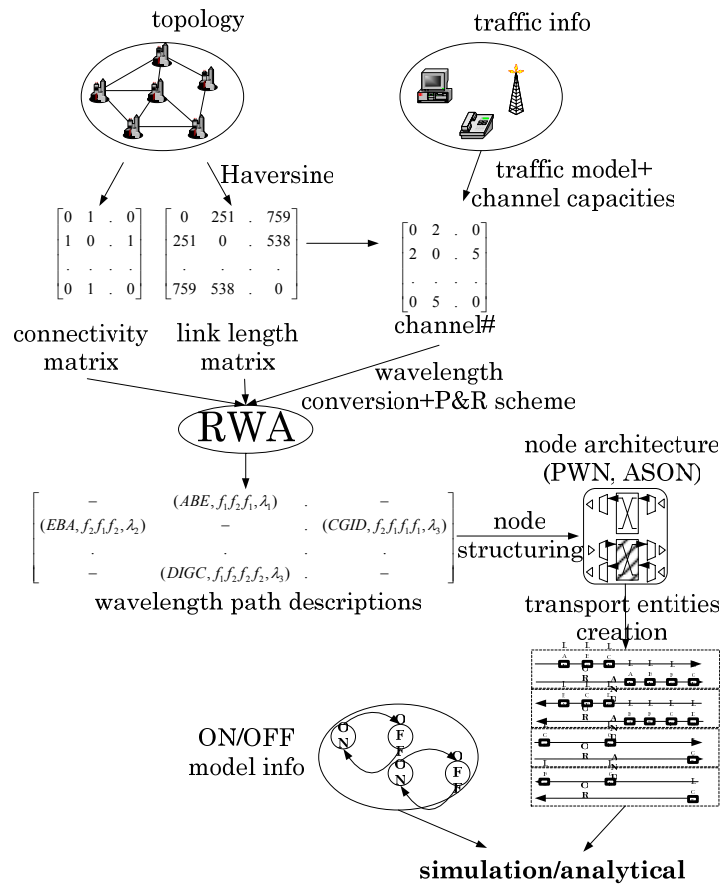 topology
traffic info
Haversine
traffic model+
channel capacities
0 1 . 0
1 0 . 1
. . . .
0 1 . 0
0 251 . 759
251 0 . 538
. . . .
759 538 . 0
0 2 . 0
2 0 . 5
. . . .
0 5 . 0
channel#
connectivity
matrix
link length
matrix
wavelength
conversion+P&R scheme
RWA
node architecture
(PWN, ASON)
− (ABE, f₁f₂f₁, λ₁) . −
(EBA, f₂f₁f₂, λ₂) − . (CGID, f₂f₁f₁f₁, λ₃)
. . . .
− (DIGC, f₁f₂f₂f₂, λ₃) . −
node
structuring
wavelength path descriptions
transport entities
creation
ON/OFF
model info
ON
OFF
ON
OFF
simulation/analytical